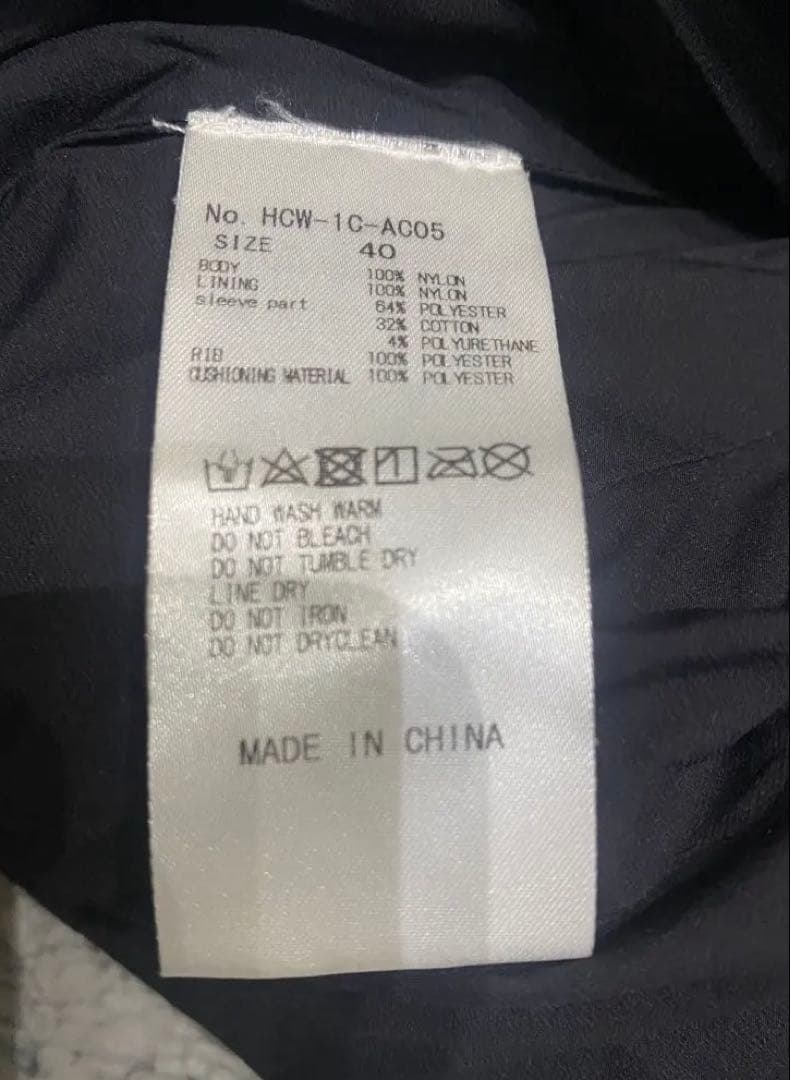 No. HCW-1C-AC05
SIZE 40
BODY 100% NYLON
LINING 100% NYLON
sleeve part 64% POLYESTER
32% COTTON
4% POLYURETHANE
RIB 100% POLYESTER
CUSHIONING MATERIAL 100% POLYESTER
HAND WASH WARM
DO NOT BLEACH
DO NOT TUMBLE DRY
LINE DRY
DO NOT IRON
DO NOT DRYCLEAN
MADE IN CHINA